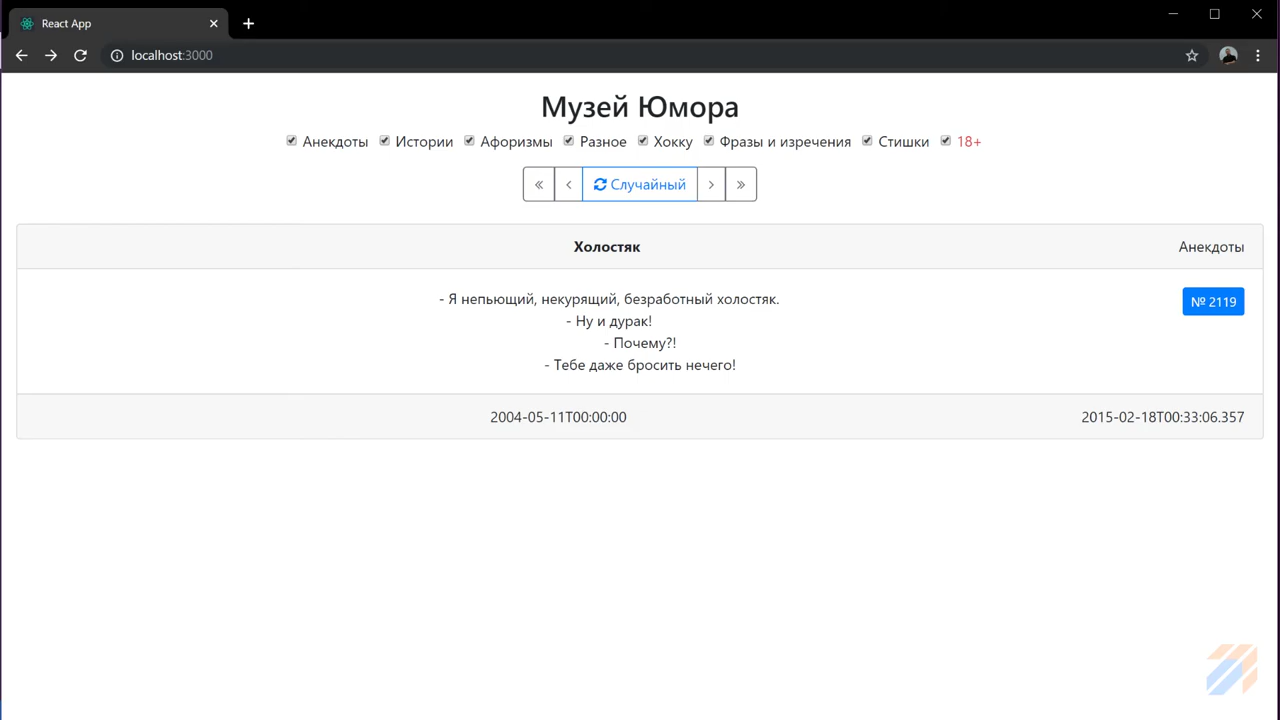 React App
localhost:3000
Музей Юмора
Анекдоты Истории Афоризмы Разное Хокку Фразы и изречения Стишки 18+
« ‹ Случайный › »
Холостяк Анекдоты
- Я непьющий, некурящий, безработный холостяк. № 2119
- Ну и дурак!
- Почему?!
- Тебе даже бросить нечего!
2004-05-11T00:00:00 2015-02-18T00:33:06.357